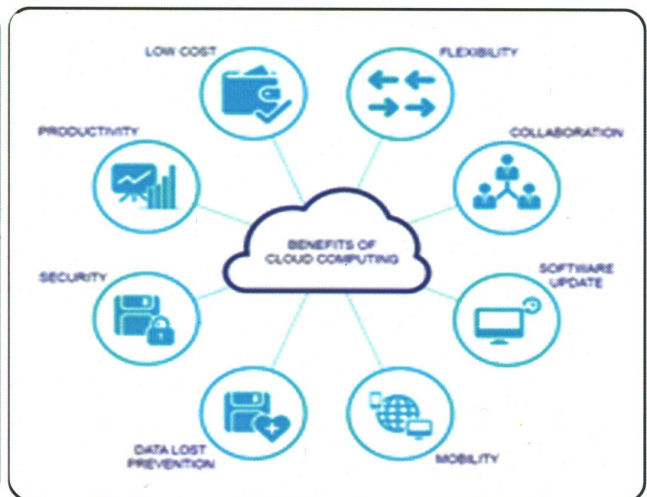 LOW COST
FLEXIBILITY
PRODUCTIVITY
COLLABORATION
BENEFITS OF
CLOUD COMPUTING
SECURITY
SOFTWARE
UPDATE
DATA LOST
PREVENTION
MOBILITY